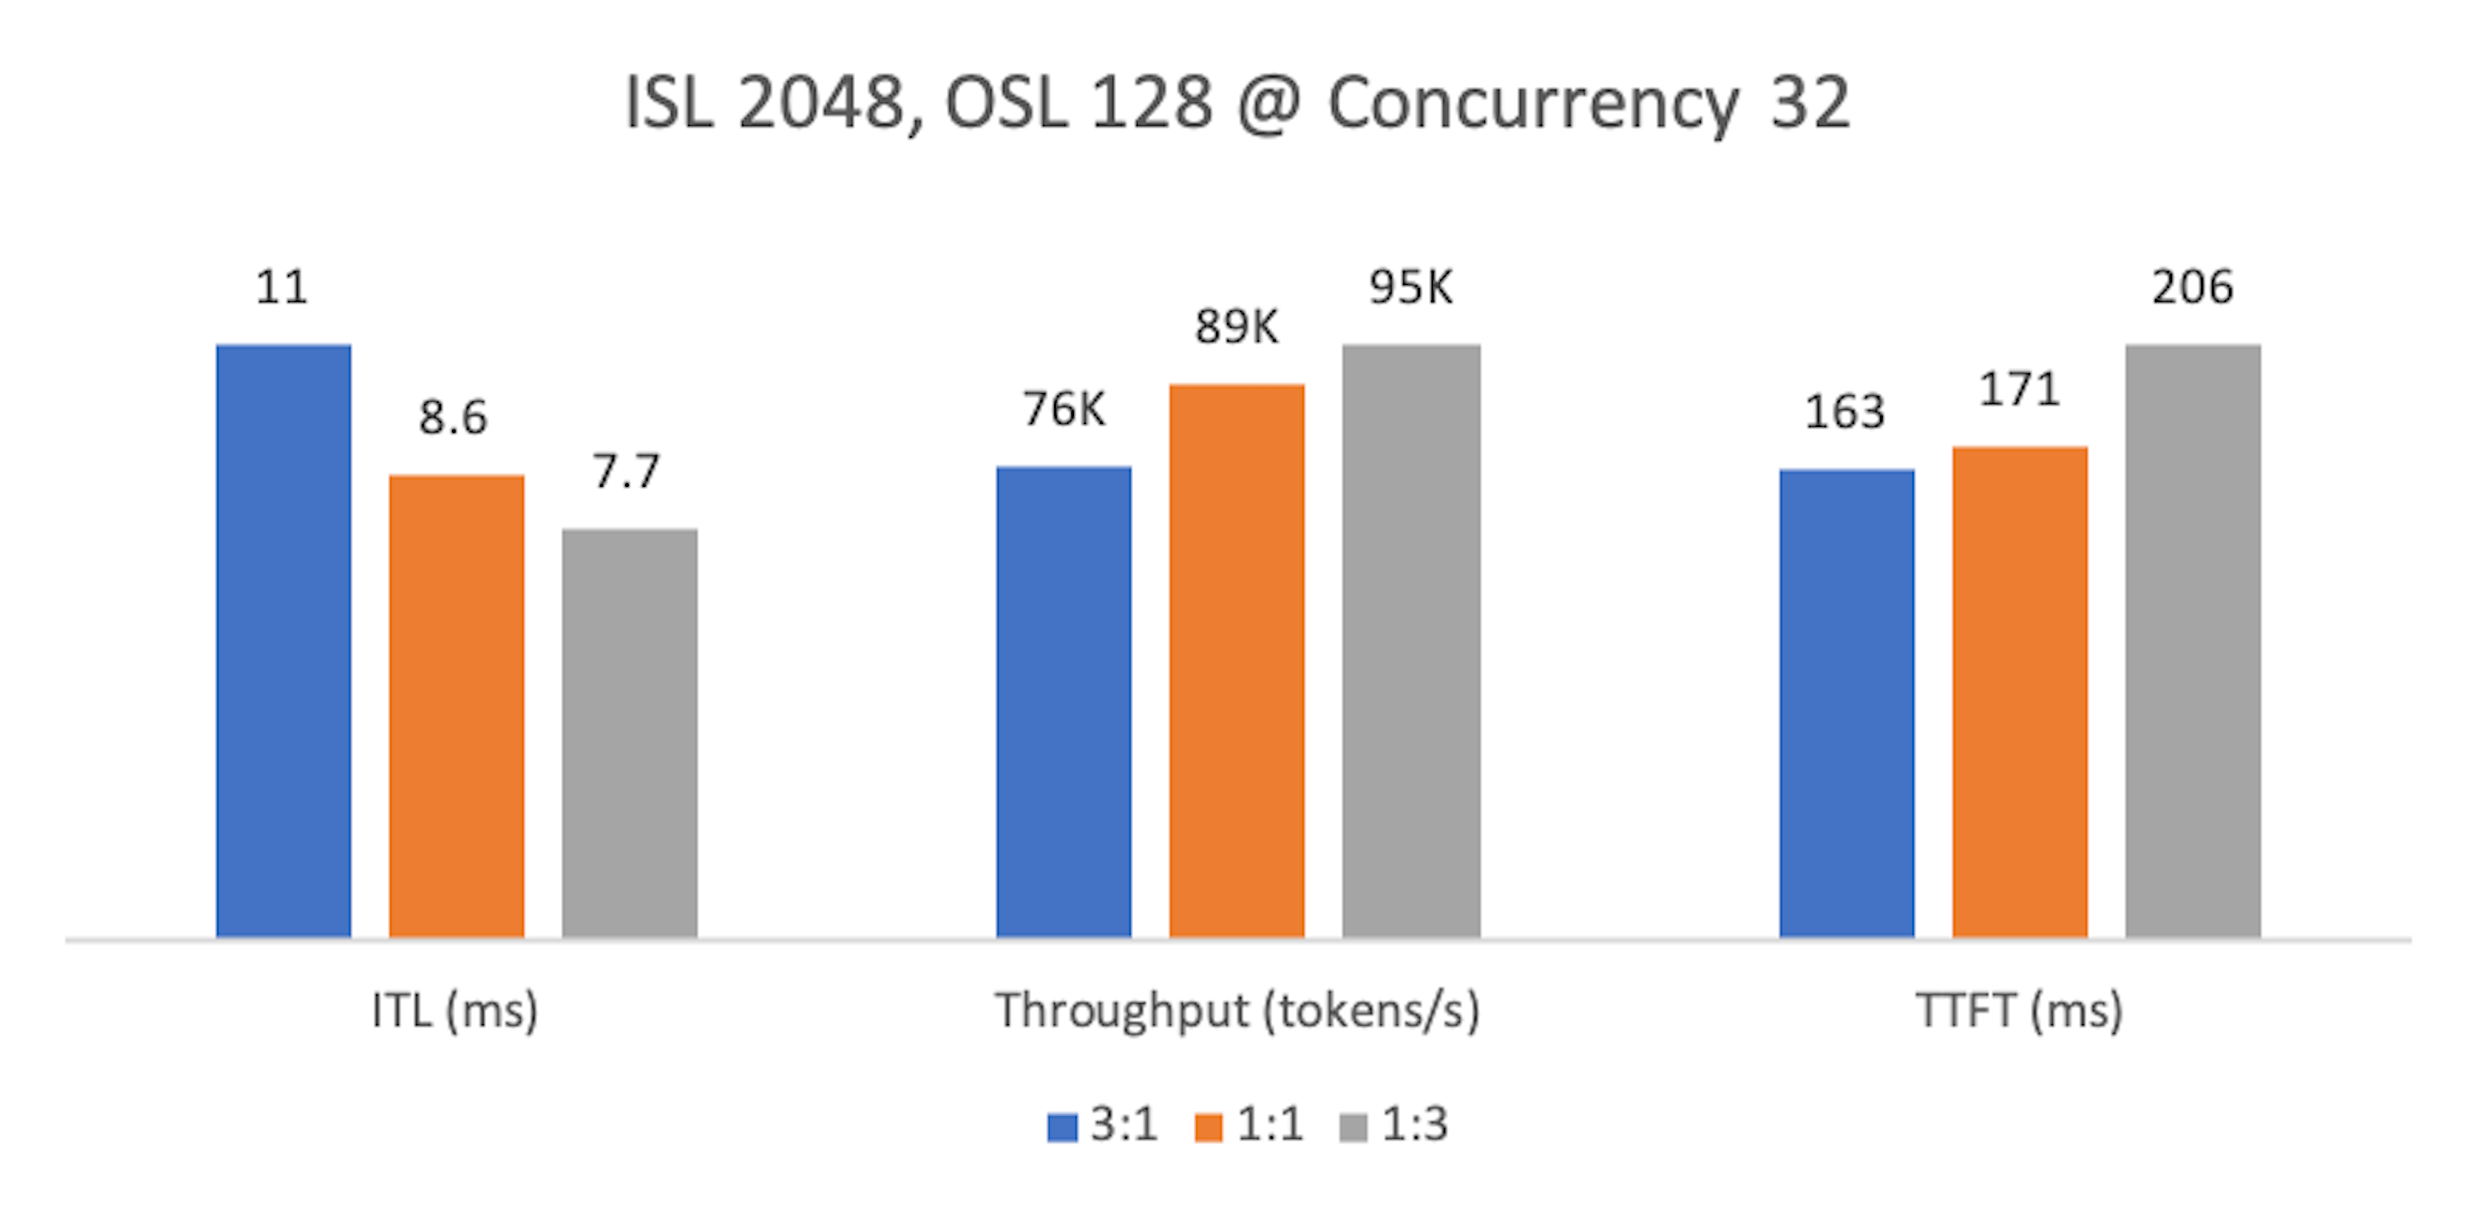 ISL 2048, OSL 128 @ Concurrency 32
11
8.6
7.7
76K
89K
95K
163
171
206
ITL (ms)
Throughput (tokens/s)
TTFT (ms)
3:1
1:1
1:3